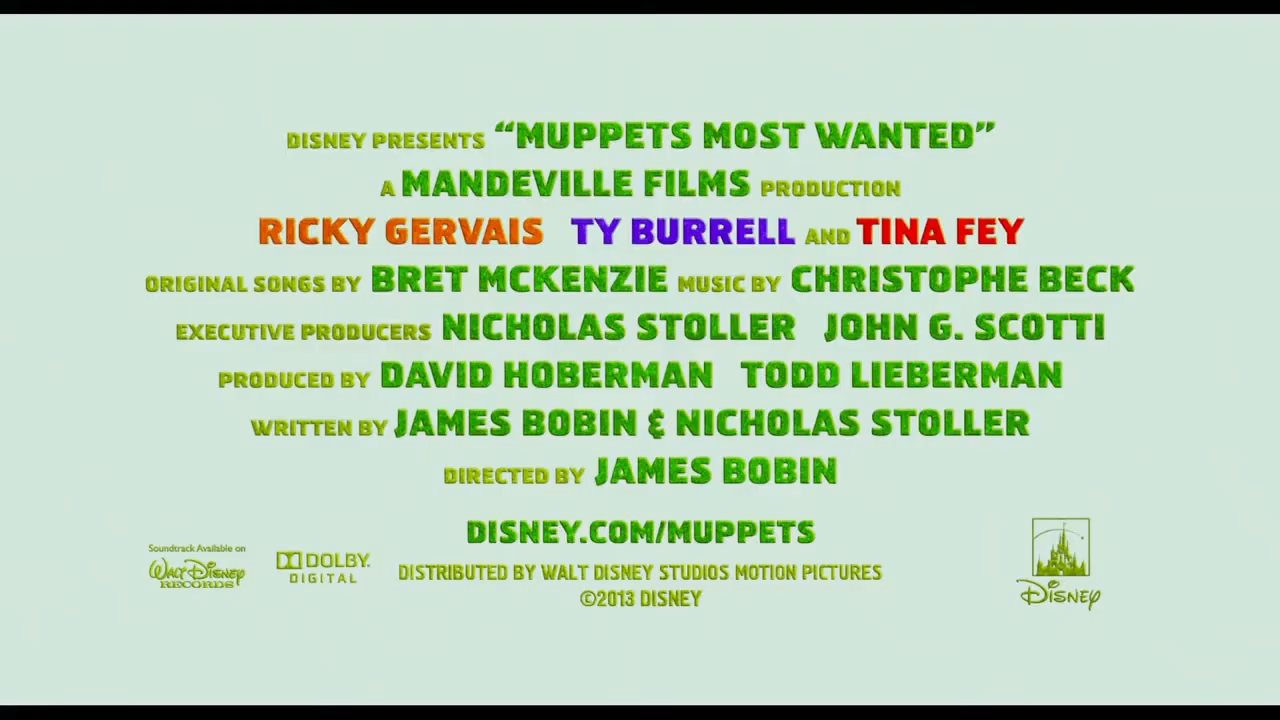 DISNEY PRESENTS “MUPPETS MOST WANTED”
A MANDEVILLE FILMS PRODUCTION
RICKY GERVAIS TY BURRELL AND TINA FEY
ORIGINAL SONGS BY BRET MCKENZIE MUSIC BY CHRISTOPHE BECK
EXECUTIVE PRODUCERS NICHOLAS STOLLER JOHN G. SCOTTI
PRODUCED BY DAVID HOBERMAN TODD LIEBERMAN
WRITTEN BY JAMES BOBIN & NICHOLAS STOLLER
DIRECTED BY JAMES BOBIN
DISNEY.COM/MUPPETS
Soundtrack Available on
WALT DISNEY
RECORDS
DOLBY.
DIGITAL
DISTRIBUTED BY WALT DISNEY STUDIOS MOTION PICTURES
©2013 DISNEY
DISNEY